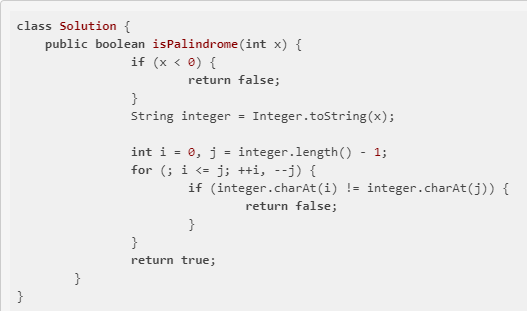 class Solution {
    public boolean isPalindrome(int x) {
                if (x < 0) {
                        return false;
                }
                String integer = Integer.toString(x);

                int i = 0, j = integer.length() - 1;
                for (; i <= j; ++i, --j) {
                        if (integer.charAt(i) != integer.charAt(j)) {
                                return false;
                        }
                }
                return true;
        }
}